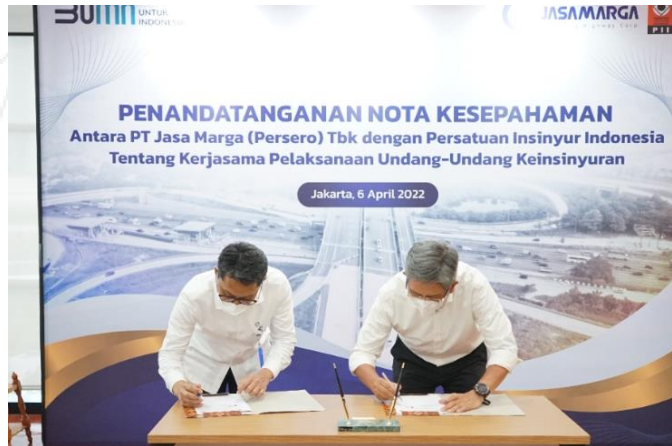 BUMN UNTUK
INDONESIA
JASAMARGA
PII
PENANDATANGANAN NOTA KESEPAHAMAN
Antara PT Jasa Marga (Persero) Tbk dengan Persatuan Insinyur Indonesia
Tentang Kerjasama Pelaksanaan Undang-Undang Keinsinyuran
Jakarta, 6 April 2022